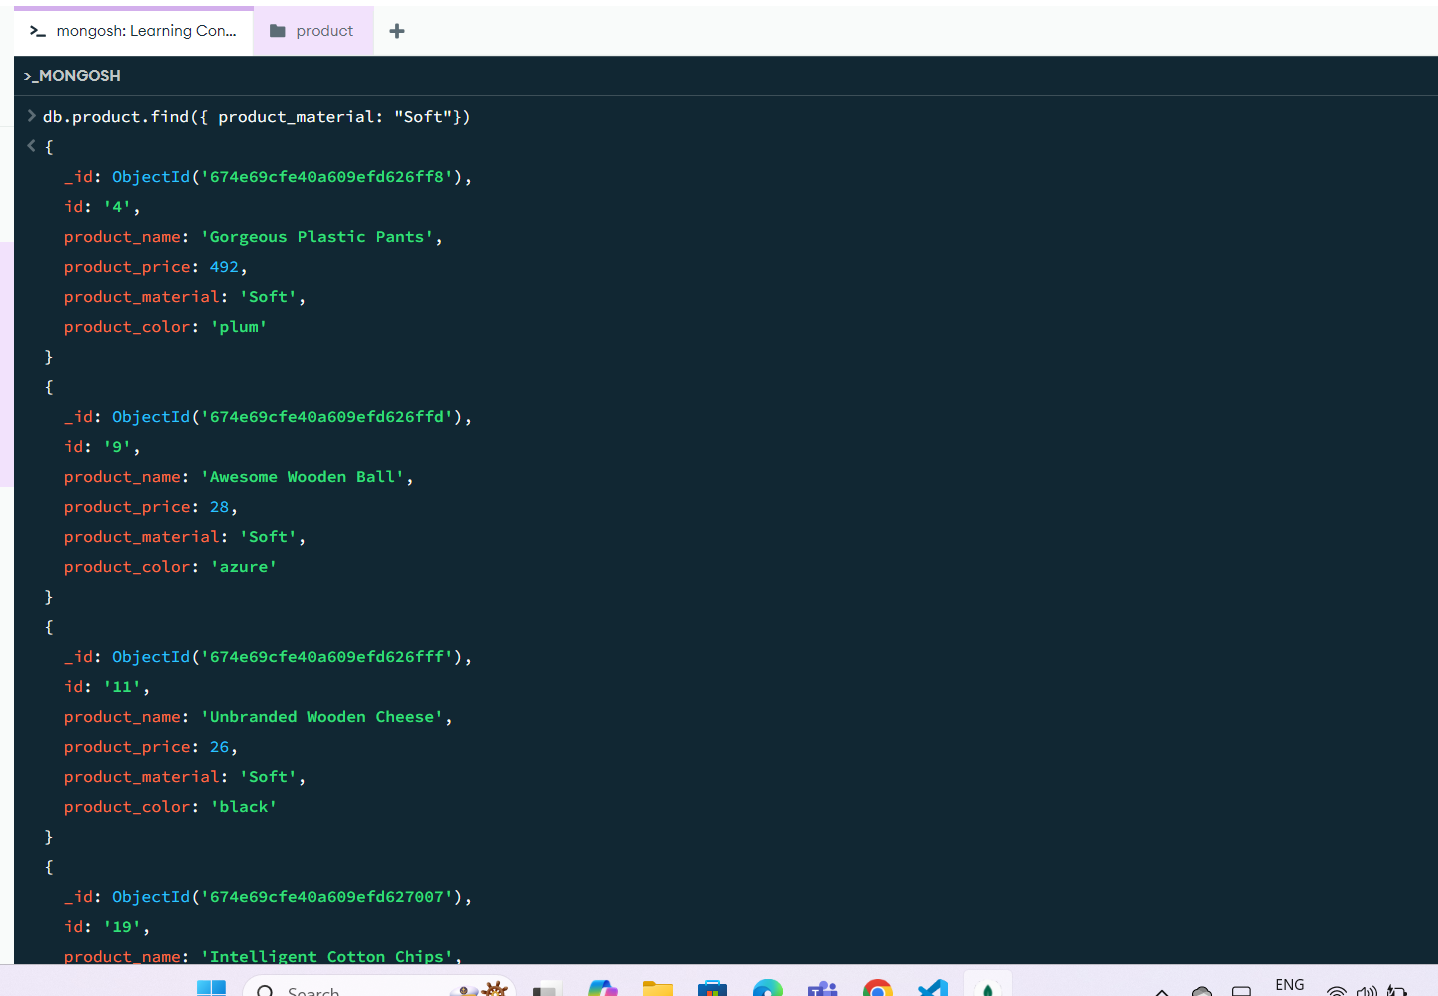 mongosh: Learning Con...
product
>_MONGOSH
db.product.find({ product_material: "Soft"})
{
_id: ObjectId('674e69cfe40a609efd626ff8'),
id: '4',
product_name: 'Gorgeous Plastic Pants',
product_price: 492,
product_material: 'Soft',
product_color: 'plum'
}
{
_id: ObjectId('674e69cfe40a609efd626ffd'),
id: '9',
product_name: 'Awesome Wooden Ball',
product_price: 28,
product_material: 'Soft',
product_color: 'azure'
}
{
_id: ObjectId('674e69cfe40a609efd626fff'),
id: '11',
product_name: 'Unbranded Wooden Cheese',
product_price: 26,
product_material: 'Soft',
product_color: 'black'
}
{
_id: ObjectId('674e69cfe40a609efd627007'),
id: '19',
product_name: 'Intelligent Cotton Chips',
Search
ENG